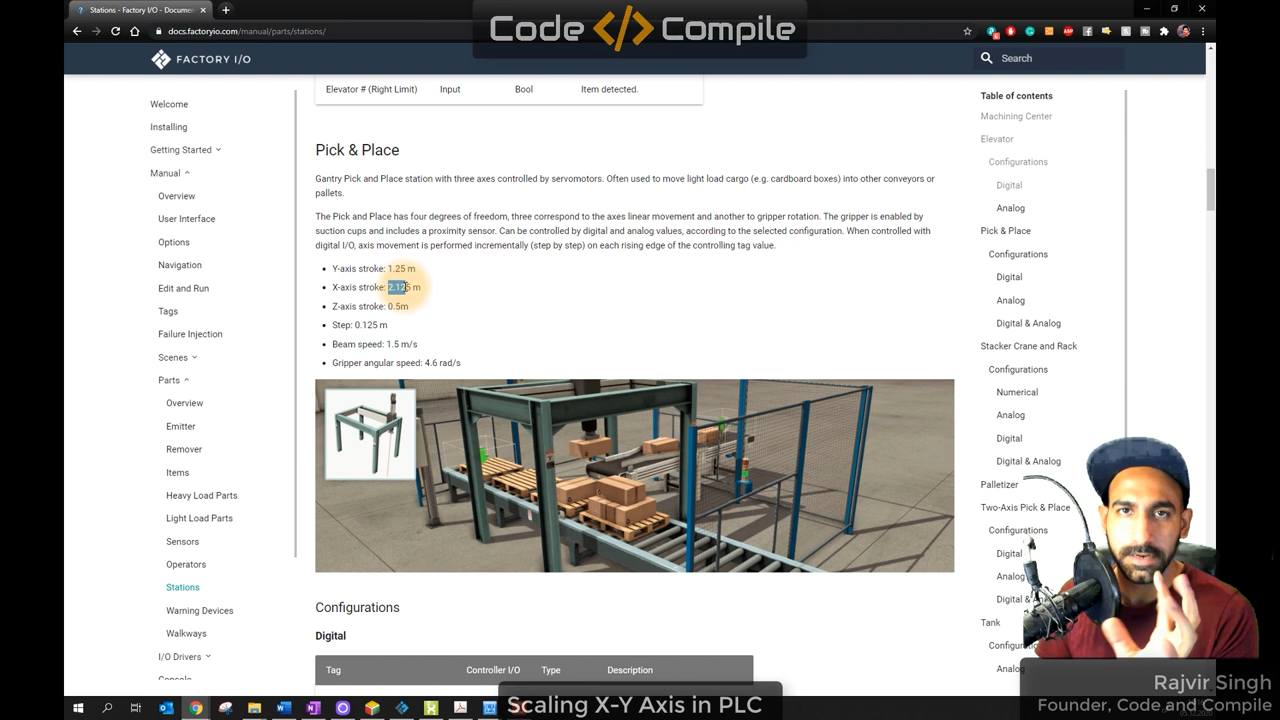 Stations - Factory I/O - Documen
docs.factoryio.com/manual/parts/stations/
Code </> Compile
FACTORY I/O
Search
Elevator # (Right Limit) Input Bool Item detected.
Welcome
Installing
Getting Started
Manual
Overview
User Interface
Options
Navigation
Edit and Run
Tags
Failure Injection
Scenes
Parts
Overview
Emitter
Remover
Items
Heavy Load Parts
Light Load Parts
Sensors
Operators
Stations
Warning Devices
Walkways
I/O Drivers
Console
Pick & Place
Gantry Pick and Place station with three axes controlled by servomotors. Often used to move light load cargo (e.g. cardboard boxes) into other conveyors or
pallets.
The Pick and Place has four degrees of freedom, three correspond to the axes linear movement and another to gripper rotation. The gripper is enabled by
suction cups and includes a proximity sensor. Can be controlled by digital and analog values, according to the selected configuration. When controlled with
digital I/O, axis movement is performed incrementally (step by step) on each rising edge of the controlling tag value.
• Y-axis stroke: 1.25 m
• X-axis stroke: 2.125 m
• Z-axis stroke: 0.5m
• Step: 0.125 m
• Beam speed: 1.5 m/s
• Gripper angular speed: 4.6 rad/s
Configurations
Digital
Tag Controller I/O Type Description
Table of contents
Machining Center
Elevator
Configurations
Digital
Analog
Pick & Place
Configurations
Digital
Analog
Digital & Analog
Stacker Crane and Rack
Configurations
Numerical
Analog
Digital
Digital & Analog
Palletizer
Two-Axis Pick & Place
Configurations
Digital
Analog
Digital &
Tank
Analog
Scaling X-Y Axis in PLC
Rajvir Singh
Founder, Code and Compile